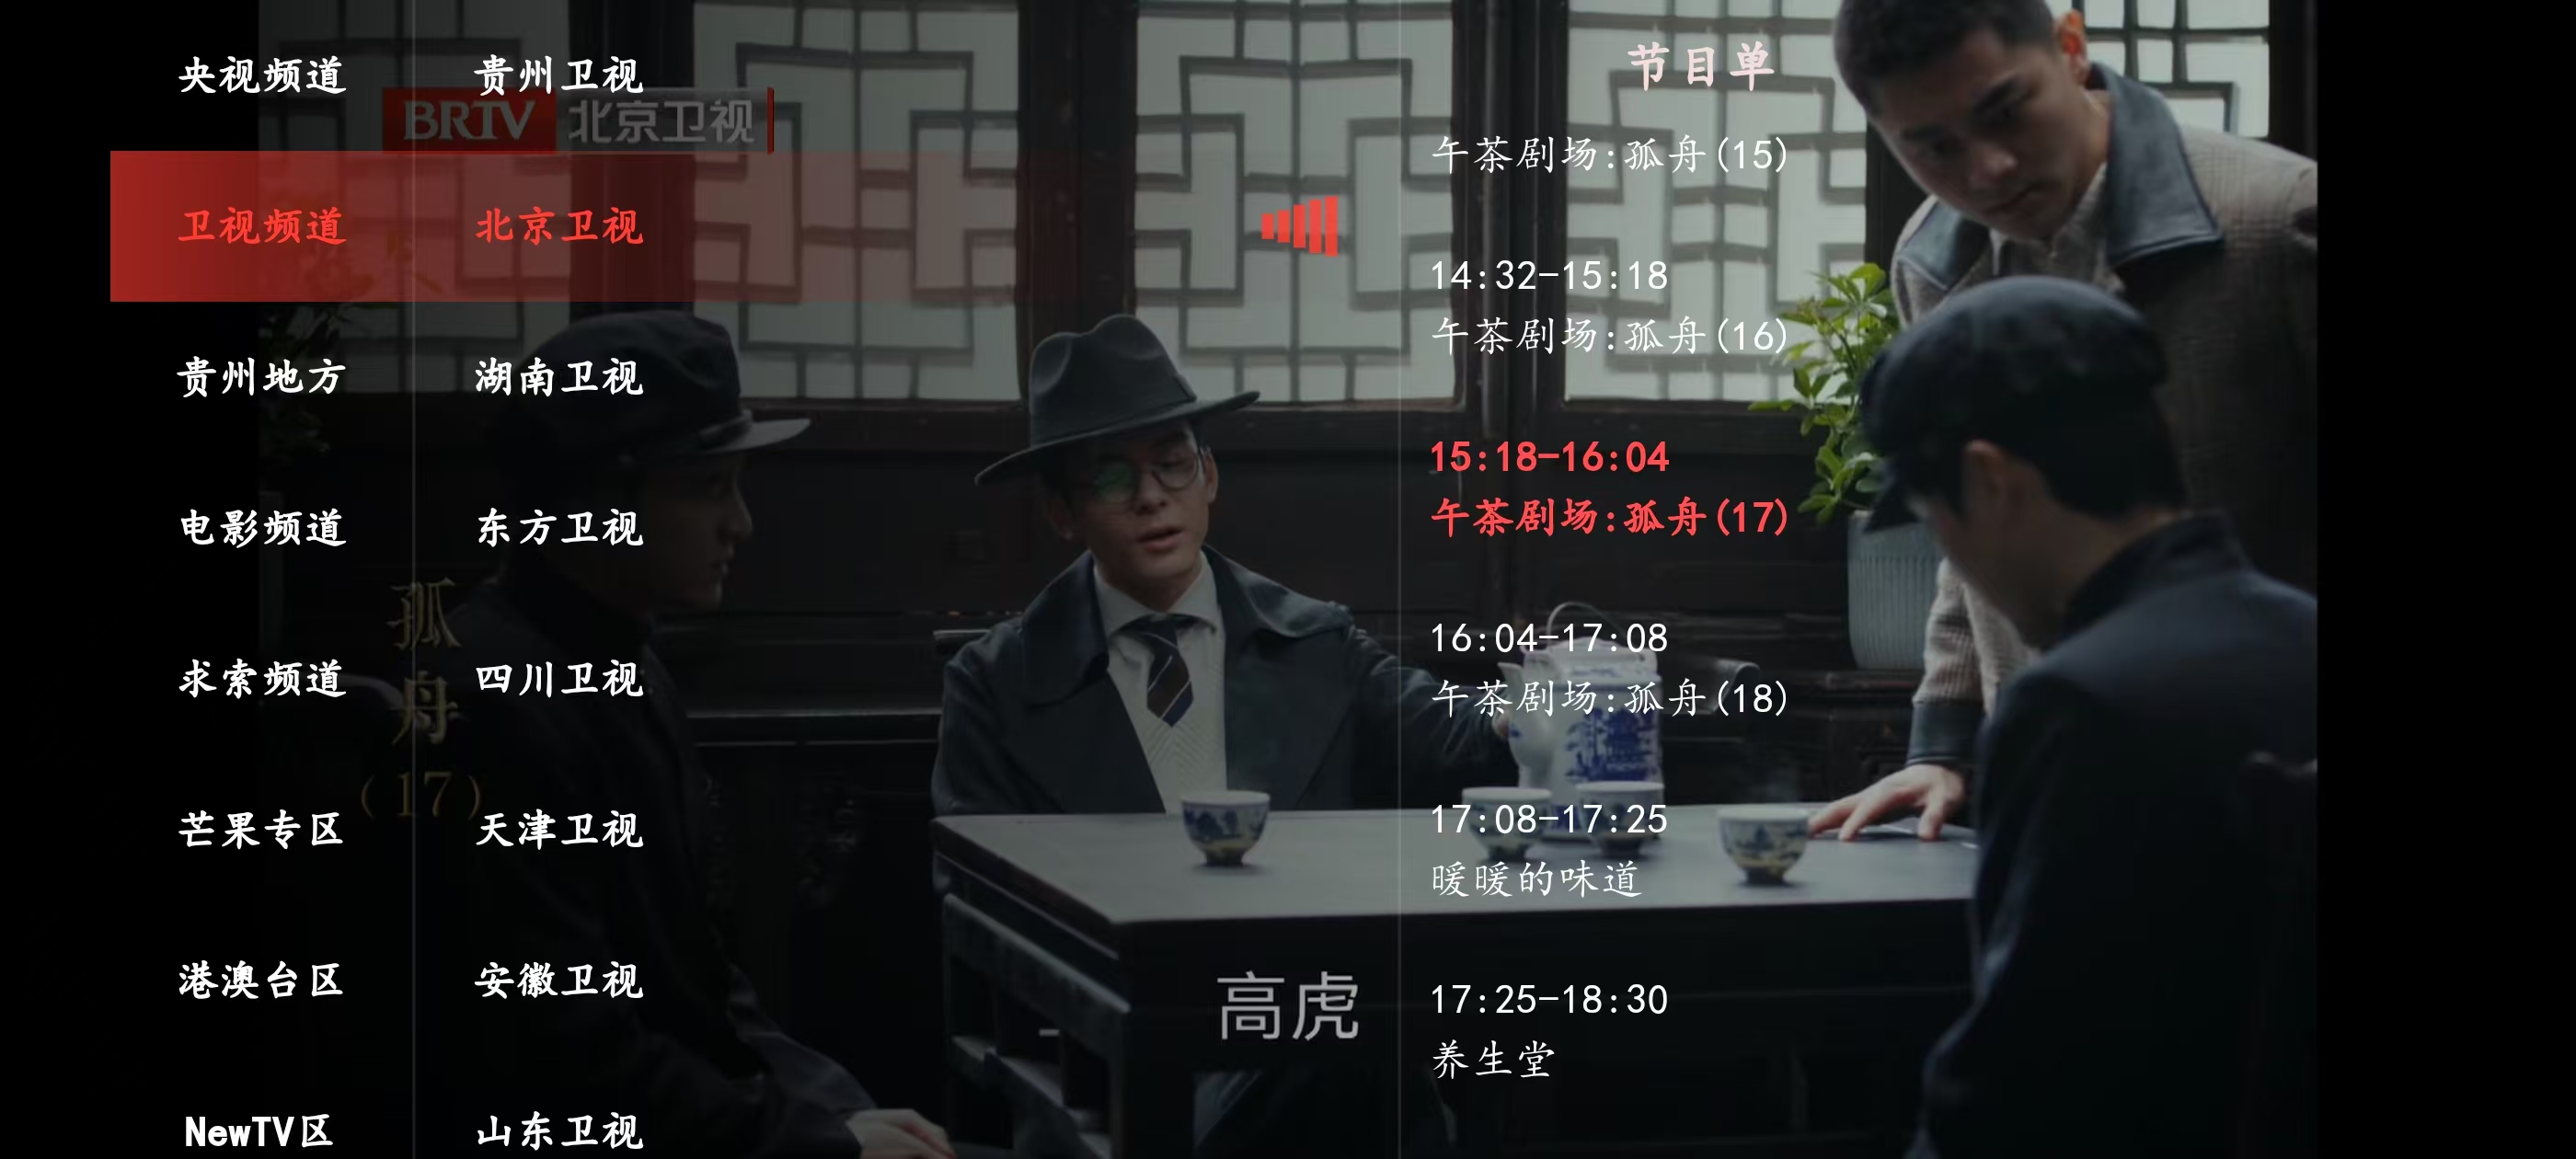 央视频道
卫视频道
贵州地方
电影频道
求索频道
芒果专区
港澳台区
NewTV区
贵州卫视
北京卫视
湖南卫视
东方卫视
四川卫视
天津卫视
安徽卫视
山东卫视
BRTV 北京卫视
孤舟
(17)
高虎
节目单
午茶剧场:孤舟(15)
14:32-15:18
午茶剧场:孤舟(16)
15:18-16:04
午茶剧场:孤舟(17)
16:04-17:08
午茶剧场:孤舟(18)
17:08-17:25
暖暖的味道
17:25-18:30
养生堂